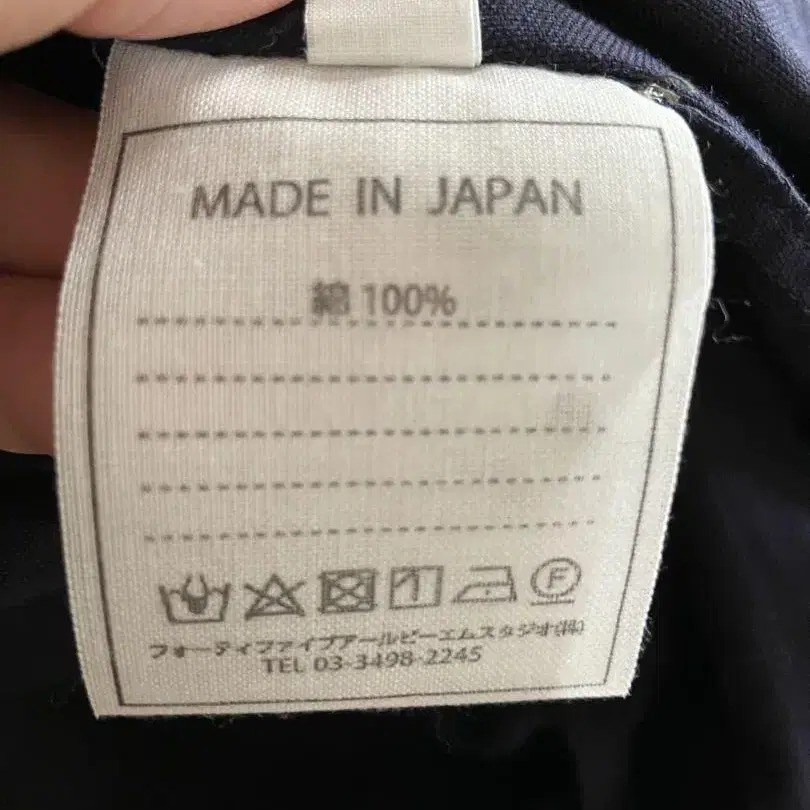 MADE IN JAPAN
綿 100%
F
フォーティファイブアールピーエムスタジオ(株)
TEL 03-3498-2245